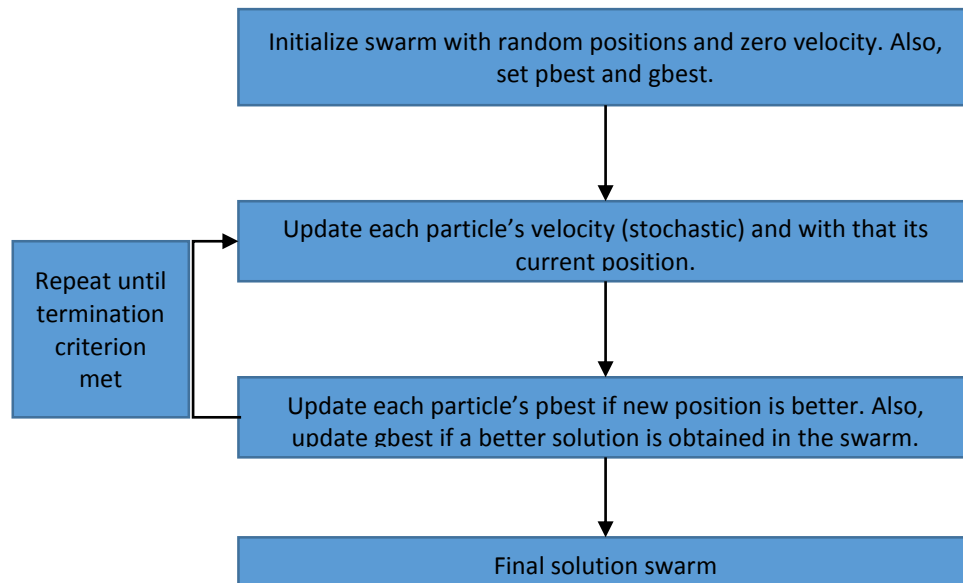 Initialize swarm with random positions and zero velocity. Also,
set pbest and gbest.
Update each particle’s velocity (stochastic) and with that its
current position.
Repeat until
termination
criterion
met
Update each particle’s pbest if new position is better. Also,
update gbest if a better solution is obtained in the swarm.
Final solution swarm